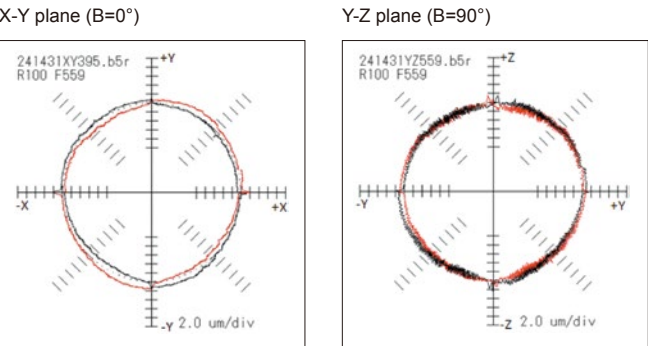 X-Y plane (B=0°)
241431XY395.b5r
R100 F559
+Y
-X
+X
-Y 2.0 um/div
Y-Z plane (B=90°)
241431YZ559.b5r
R100 F559
+Z
-Y
+Y
-Z 2.0 um/div